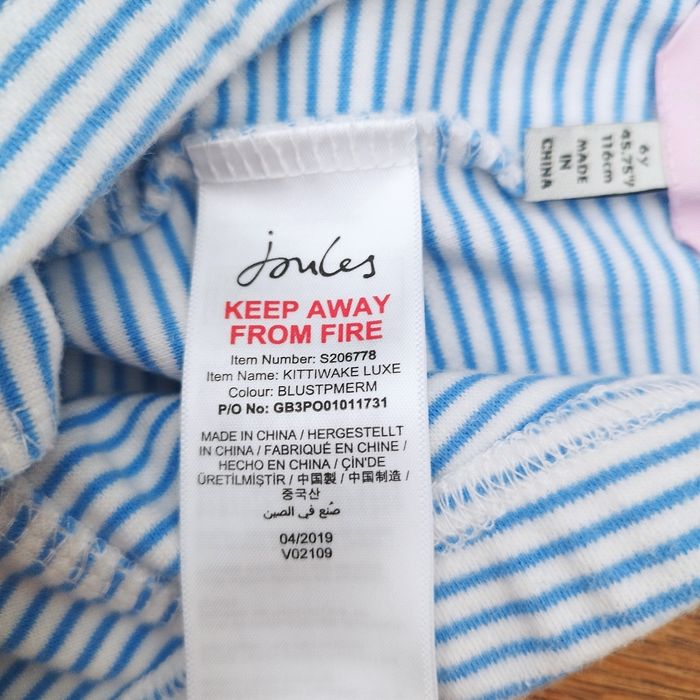 joules
KEEP AWAY
FROM FIRE
Item Number: S206778
Item Name: KITTIWAKE LUXE
Colour: BLUSTPMERM
P/O No: GB3PO01011731
MADE IN CHINA / HERGESTELLT
IN CHINA / FABRIQUÉ EN CHINE /
HECHO EN CHINA / ÇİN'DE
ÜRETİLMİŞTİR / 中国製 / 中国制造 /
중국산
صُنع في الصين
04/2019
V02109
6Y
45.75"/
116cm
MADE
IN
CHINA